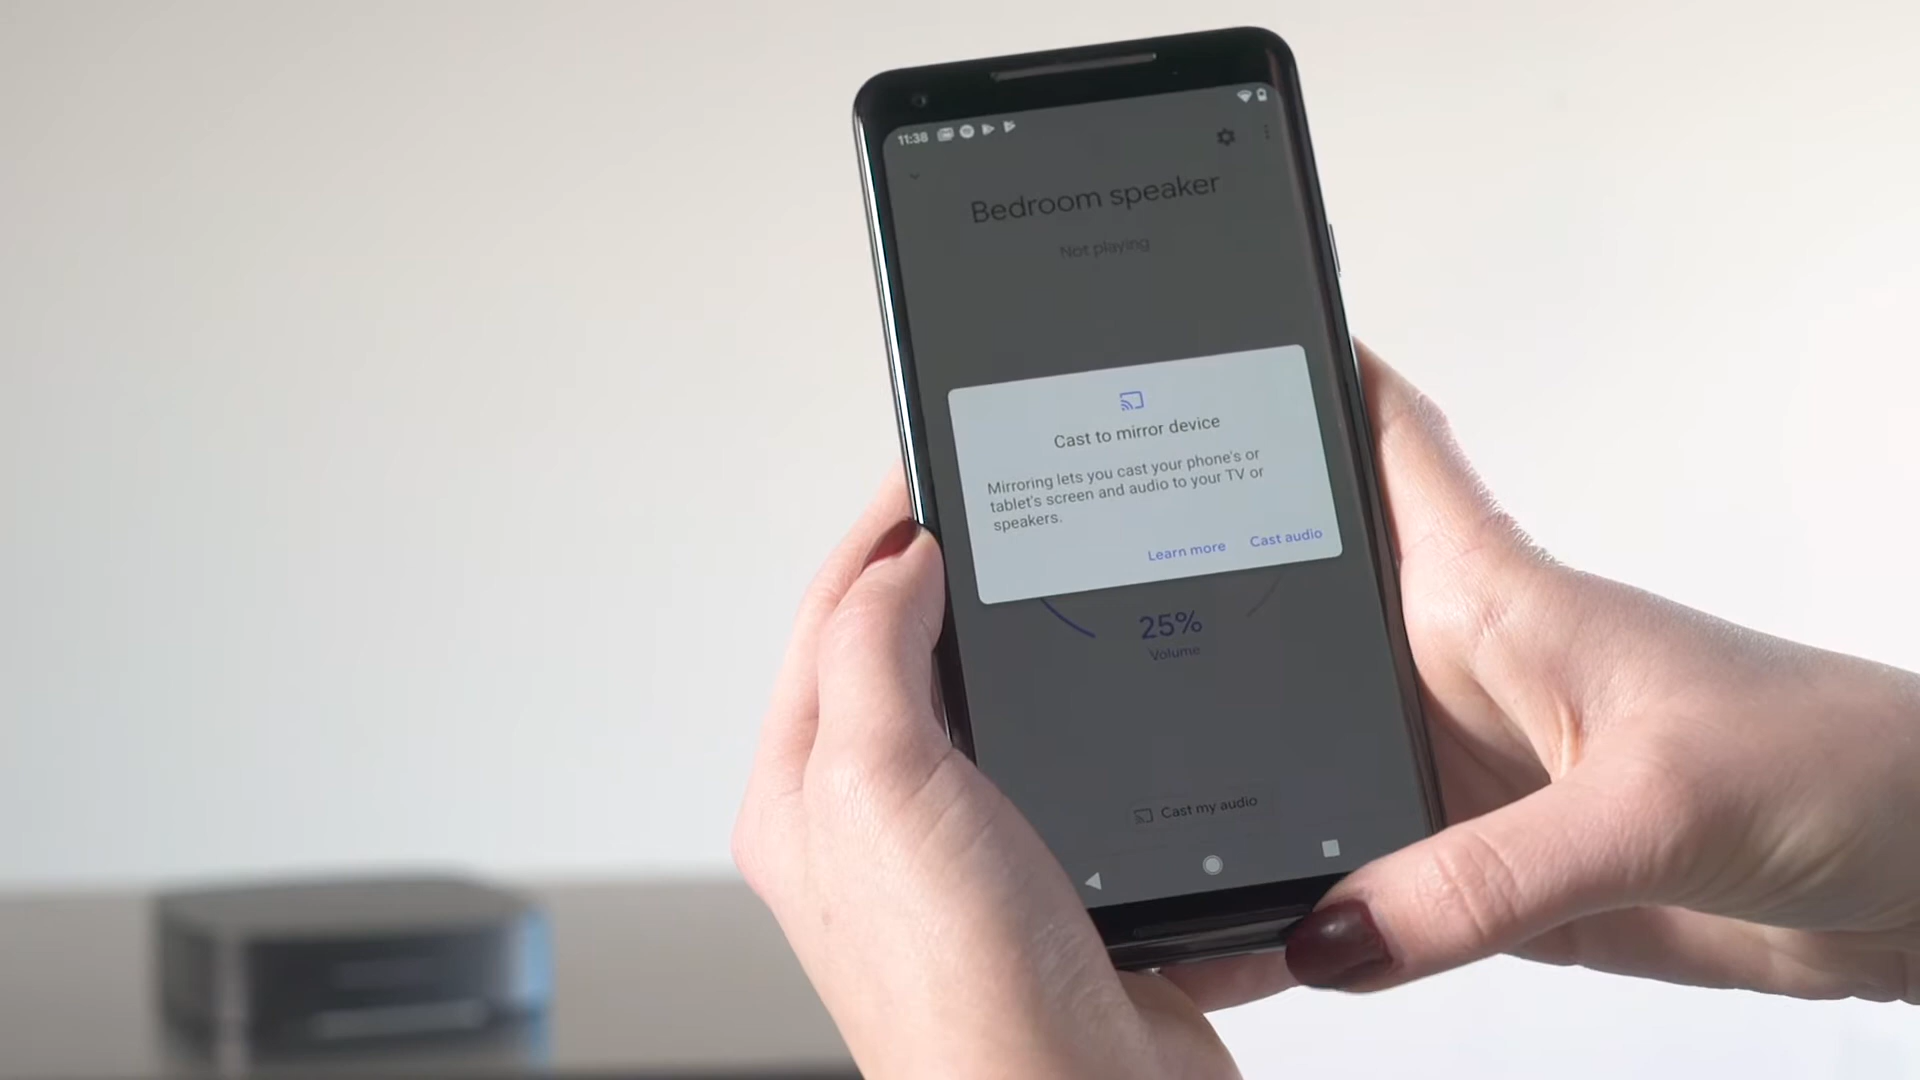 11:38
Bedroom speaker
Not playing
Cast to mirror device
Mirroring lets you cast your phone's or
tablet's screen and audio to your TV or
speakers.
Learn more Cast audio
25%
Volume
Cast my audio